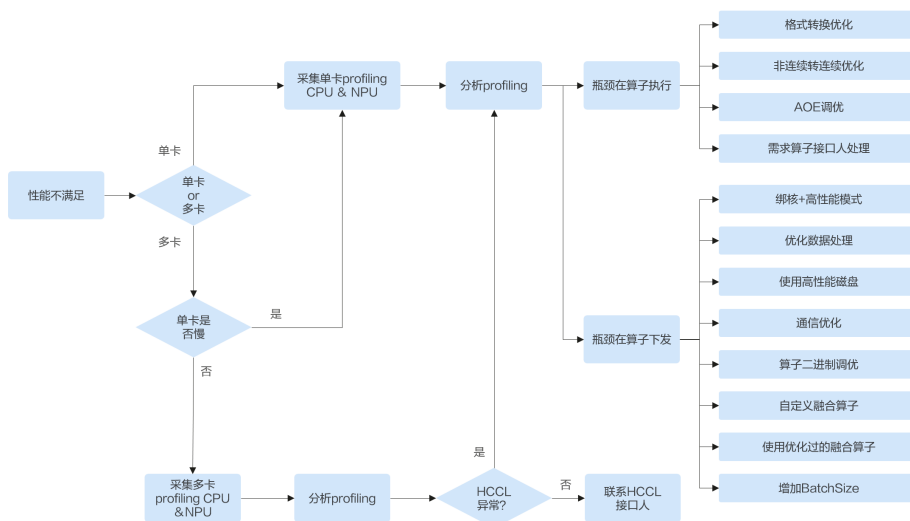 格式转换优化
非连续转连续优化
AOE调优
需求算子接口人处理
采集单卡profiling
CPU & NPU
分析profiling
瓶颈在算子执行
单卡
性能不满足
单卡
or
多卡
多卡
绑核+高性能模式
优化数据处理
使用高性能磁盘
通信优化
算子二进制调优
自定义融合算子
使用优化过的融合算子
增加BatchSize
瓶颈在算子下发
单卡是
否慢
是
否
采集多卡
profiling CPU
&NPU
分析profiling
HCCL
异常?
是
否
联系HCCL
接口人